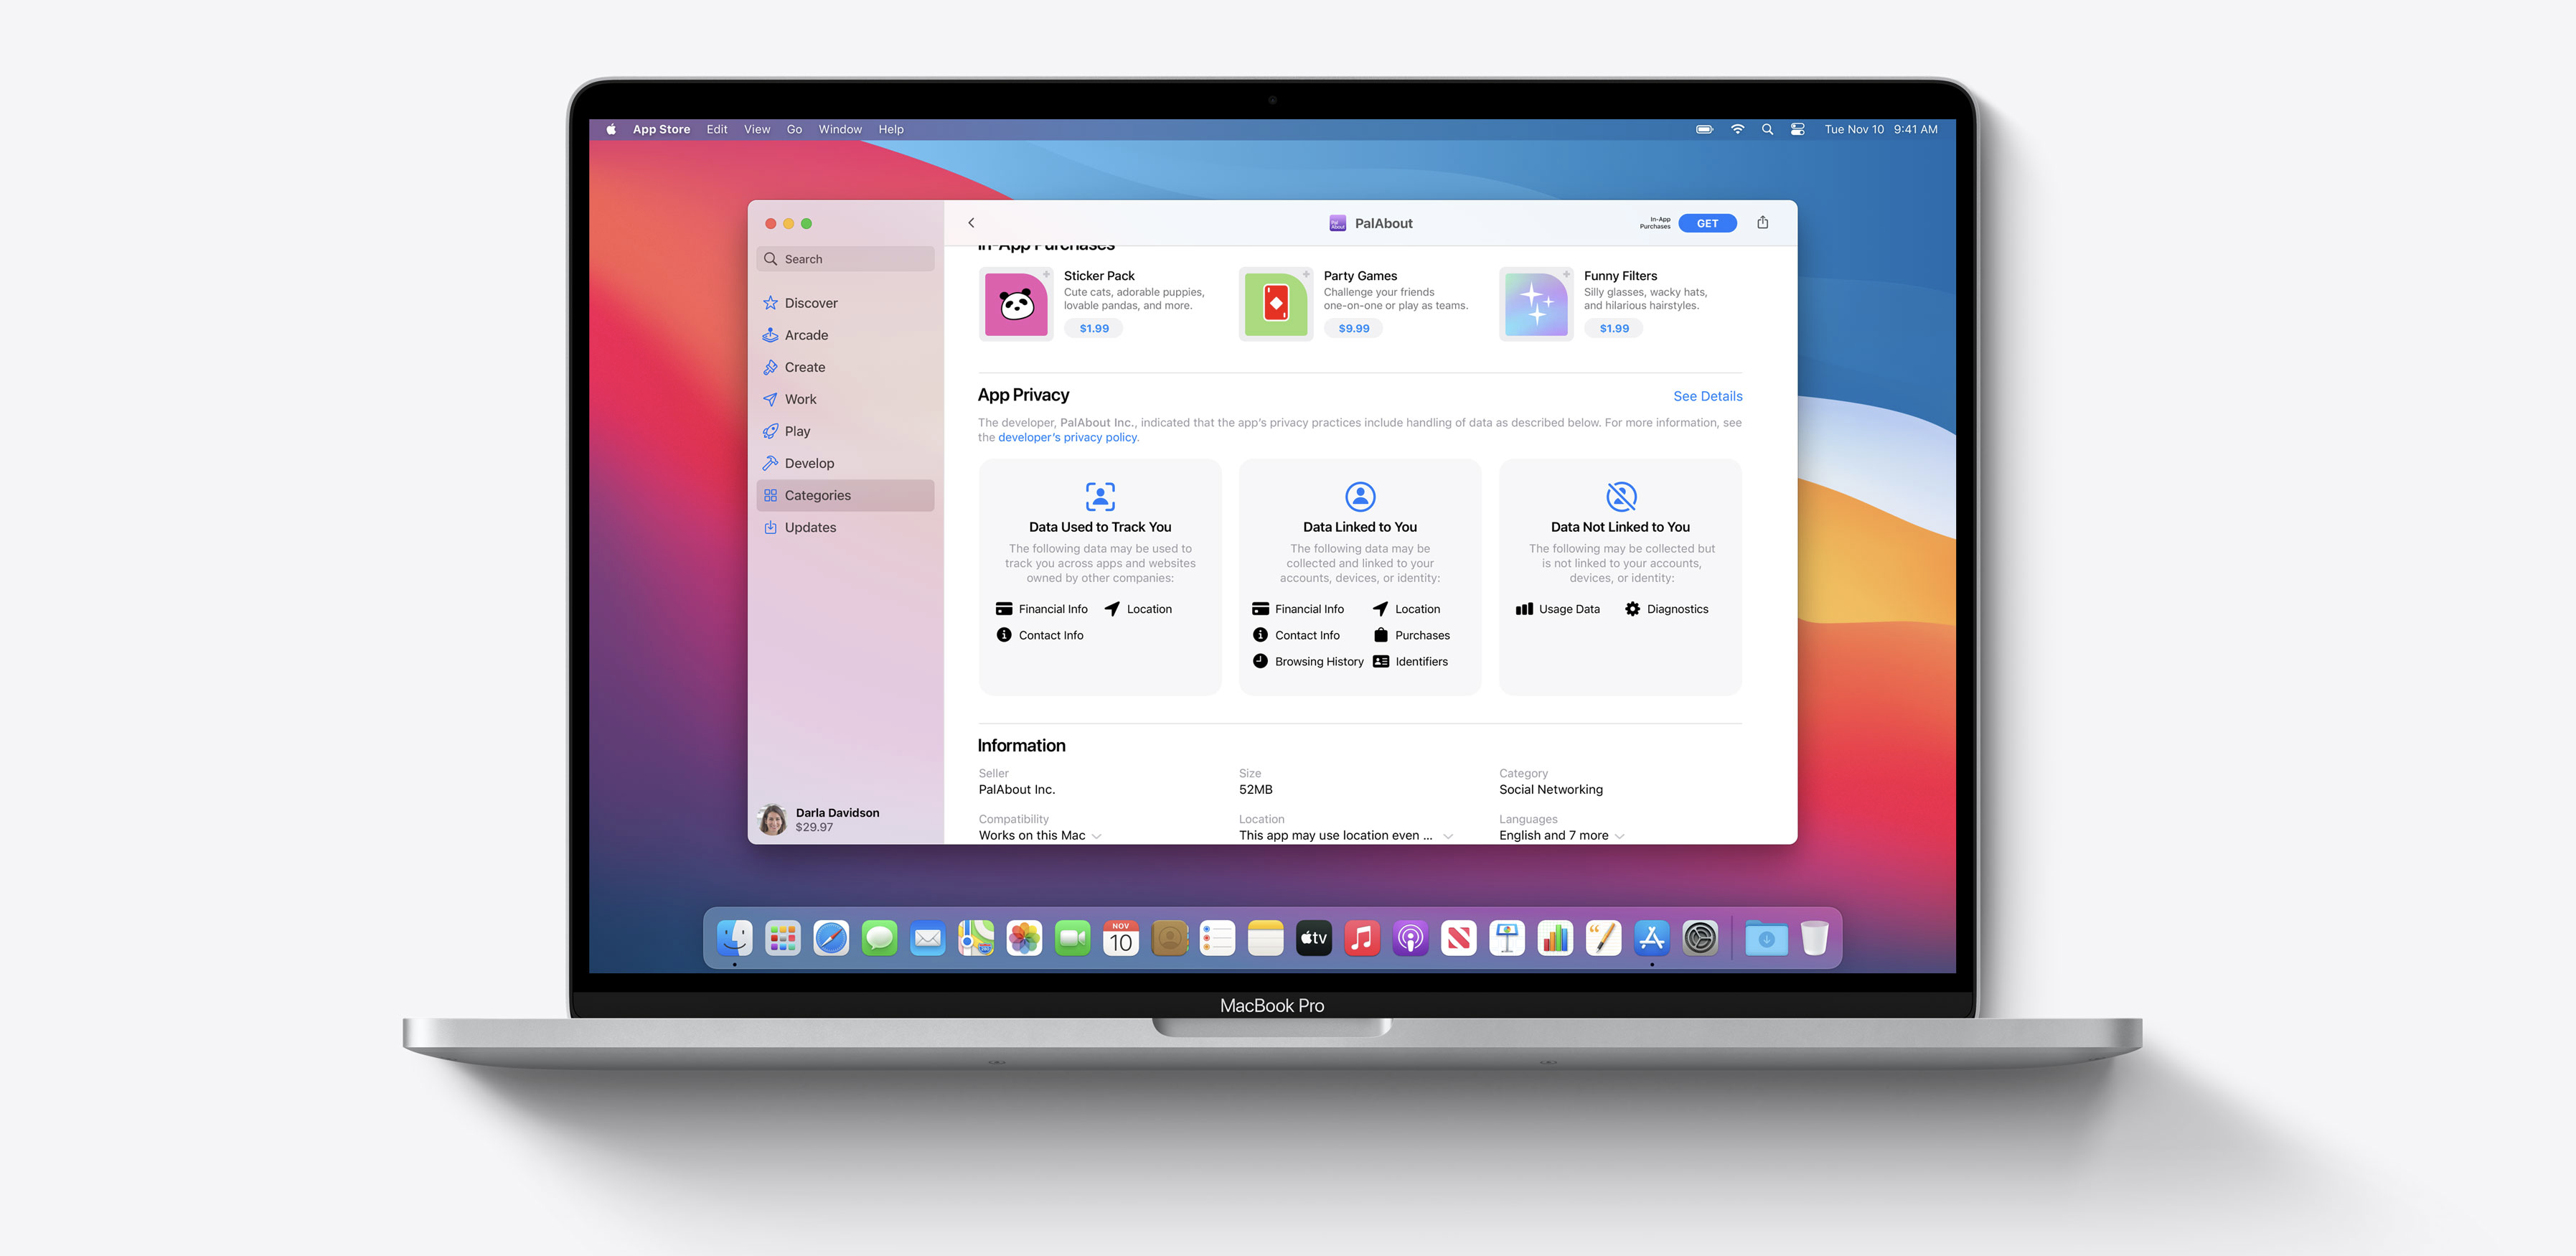 App Store Edit View Go Window Help
Tue Nov 10 9:41 AM
PalAbout
In-App
Purchases
GET
Search
Discover
Arcade
Create
Work
Play
Develop
Categories
Updates
Darla Davidson
$29.97
In-App Purchases
Sticker Pack
Cute cats, adorable puppies,
lovable pandas, and more.
$1.99
Party Games
Challenge your friends
one-on-one or play as teams.
$9.99
Funny Filters
Silly glasses, wacky hats,
and hilarious hairstyles.
$1.99
App Privacy
See Details
The developer, PalAbout Inc., indicated that the app's privacy practices include handling of data as described below. For more information, see
the developer's privacy policy.
Data Used to Track You
The following data may be used to
track you across apps and websites
owned by other companies:
Financial Info Location
Contact Info
Data Linked to You
The following data may be
collected and linked to your
accounts, devices, or identity:
Financial Info Location
Contact Info Purchases
Browsing History Identifiers
Data Not Linked to You
The following may be collected but
is not linked to your accounts,
devices, or identity:
Usage Data Diagnostics
Information
Seller
PalAbout Inc.
Size
52MB
Category
Social Networking
Compatibility
Works on this Mac
Location
This app may use location even ...
Languages
English and 7 more
NOV
10
tv
MacBook Pro